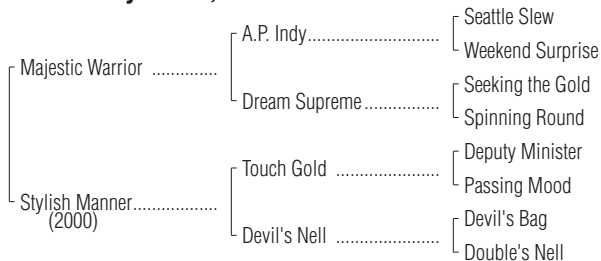 Seattle Slew
A.P. Indy
Weekend Surprise
Majestic Warrior
Seeking the Gold
Dream Supreme
Spinning Round
Deputy Minister
Touch Gold
Passing Mood
Stylish Manner
(2000)
Devil's Bag
Devil's Nell
Double's Nell